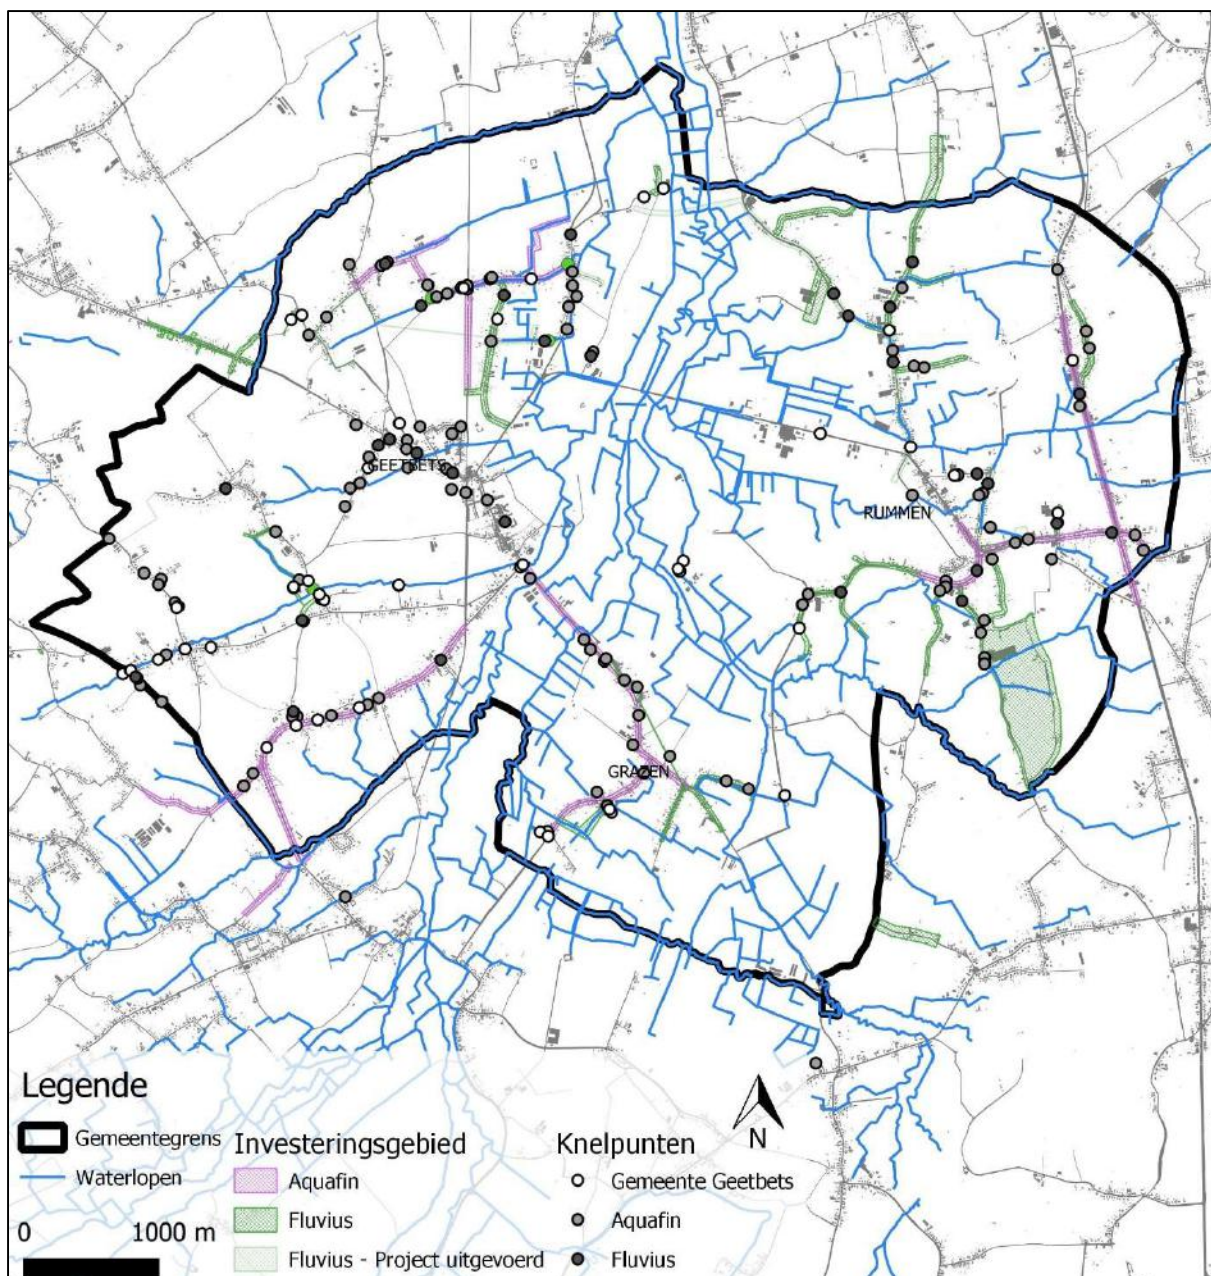 GEETBETS
RUMMEN
GRAZEN
N
Legende
Gemeentegrens
Waterlopen
0 1000 m
Investeringsgebied
Aquafin
Fluvius
Fluvius - Project uitgevoerd
Knelpunten
Gemeente Geetbets
Aquafin
Fluvius